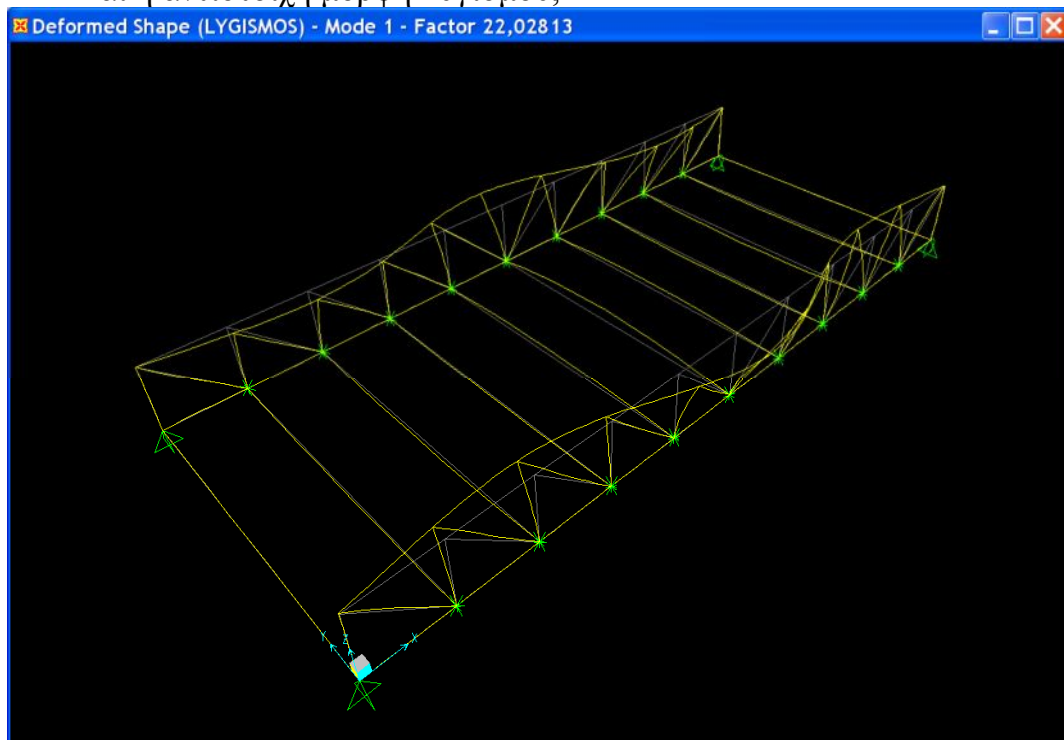 Deformed Shape (LYGISMOS) - Mode 1 - Factor 22,02813
Y Z X